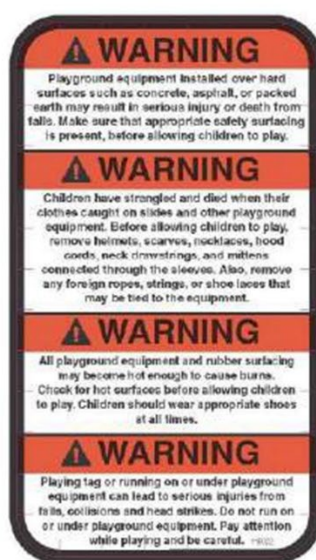 WARNING
Playground equipment installed over hard
surfaces such as concrete, asphalt, or packed
earth may result in serious injury or death from
falls. Make sure that appropriate safety surfacing
is present, before allowing children to play.
WARNING
Children have strangled and died when their
clothes caught on slides and other playground
equipment. Before allowing children to play,
remove helmets, scarves, necklaces, hood
cords, neck drawstrings, and mittens
connected through the sleeves. Also, remove
any foreign ropes, strings, or shoe laces that
may be tied to the equipment.
WARNING
All playground equipment and rubber surfacing
may become hot enough to cause burns.
Check for hot surfaces before allowing children
to play. Children should wear appropriate shoes
at all times.
WARNING
Playing tag or running on or under playground
equipment can lead to serious injuries from
falls, collisions and head strikes. Do not run on
or under playground equipment. Pay attention
while playing and be careful.